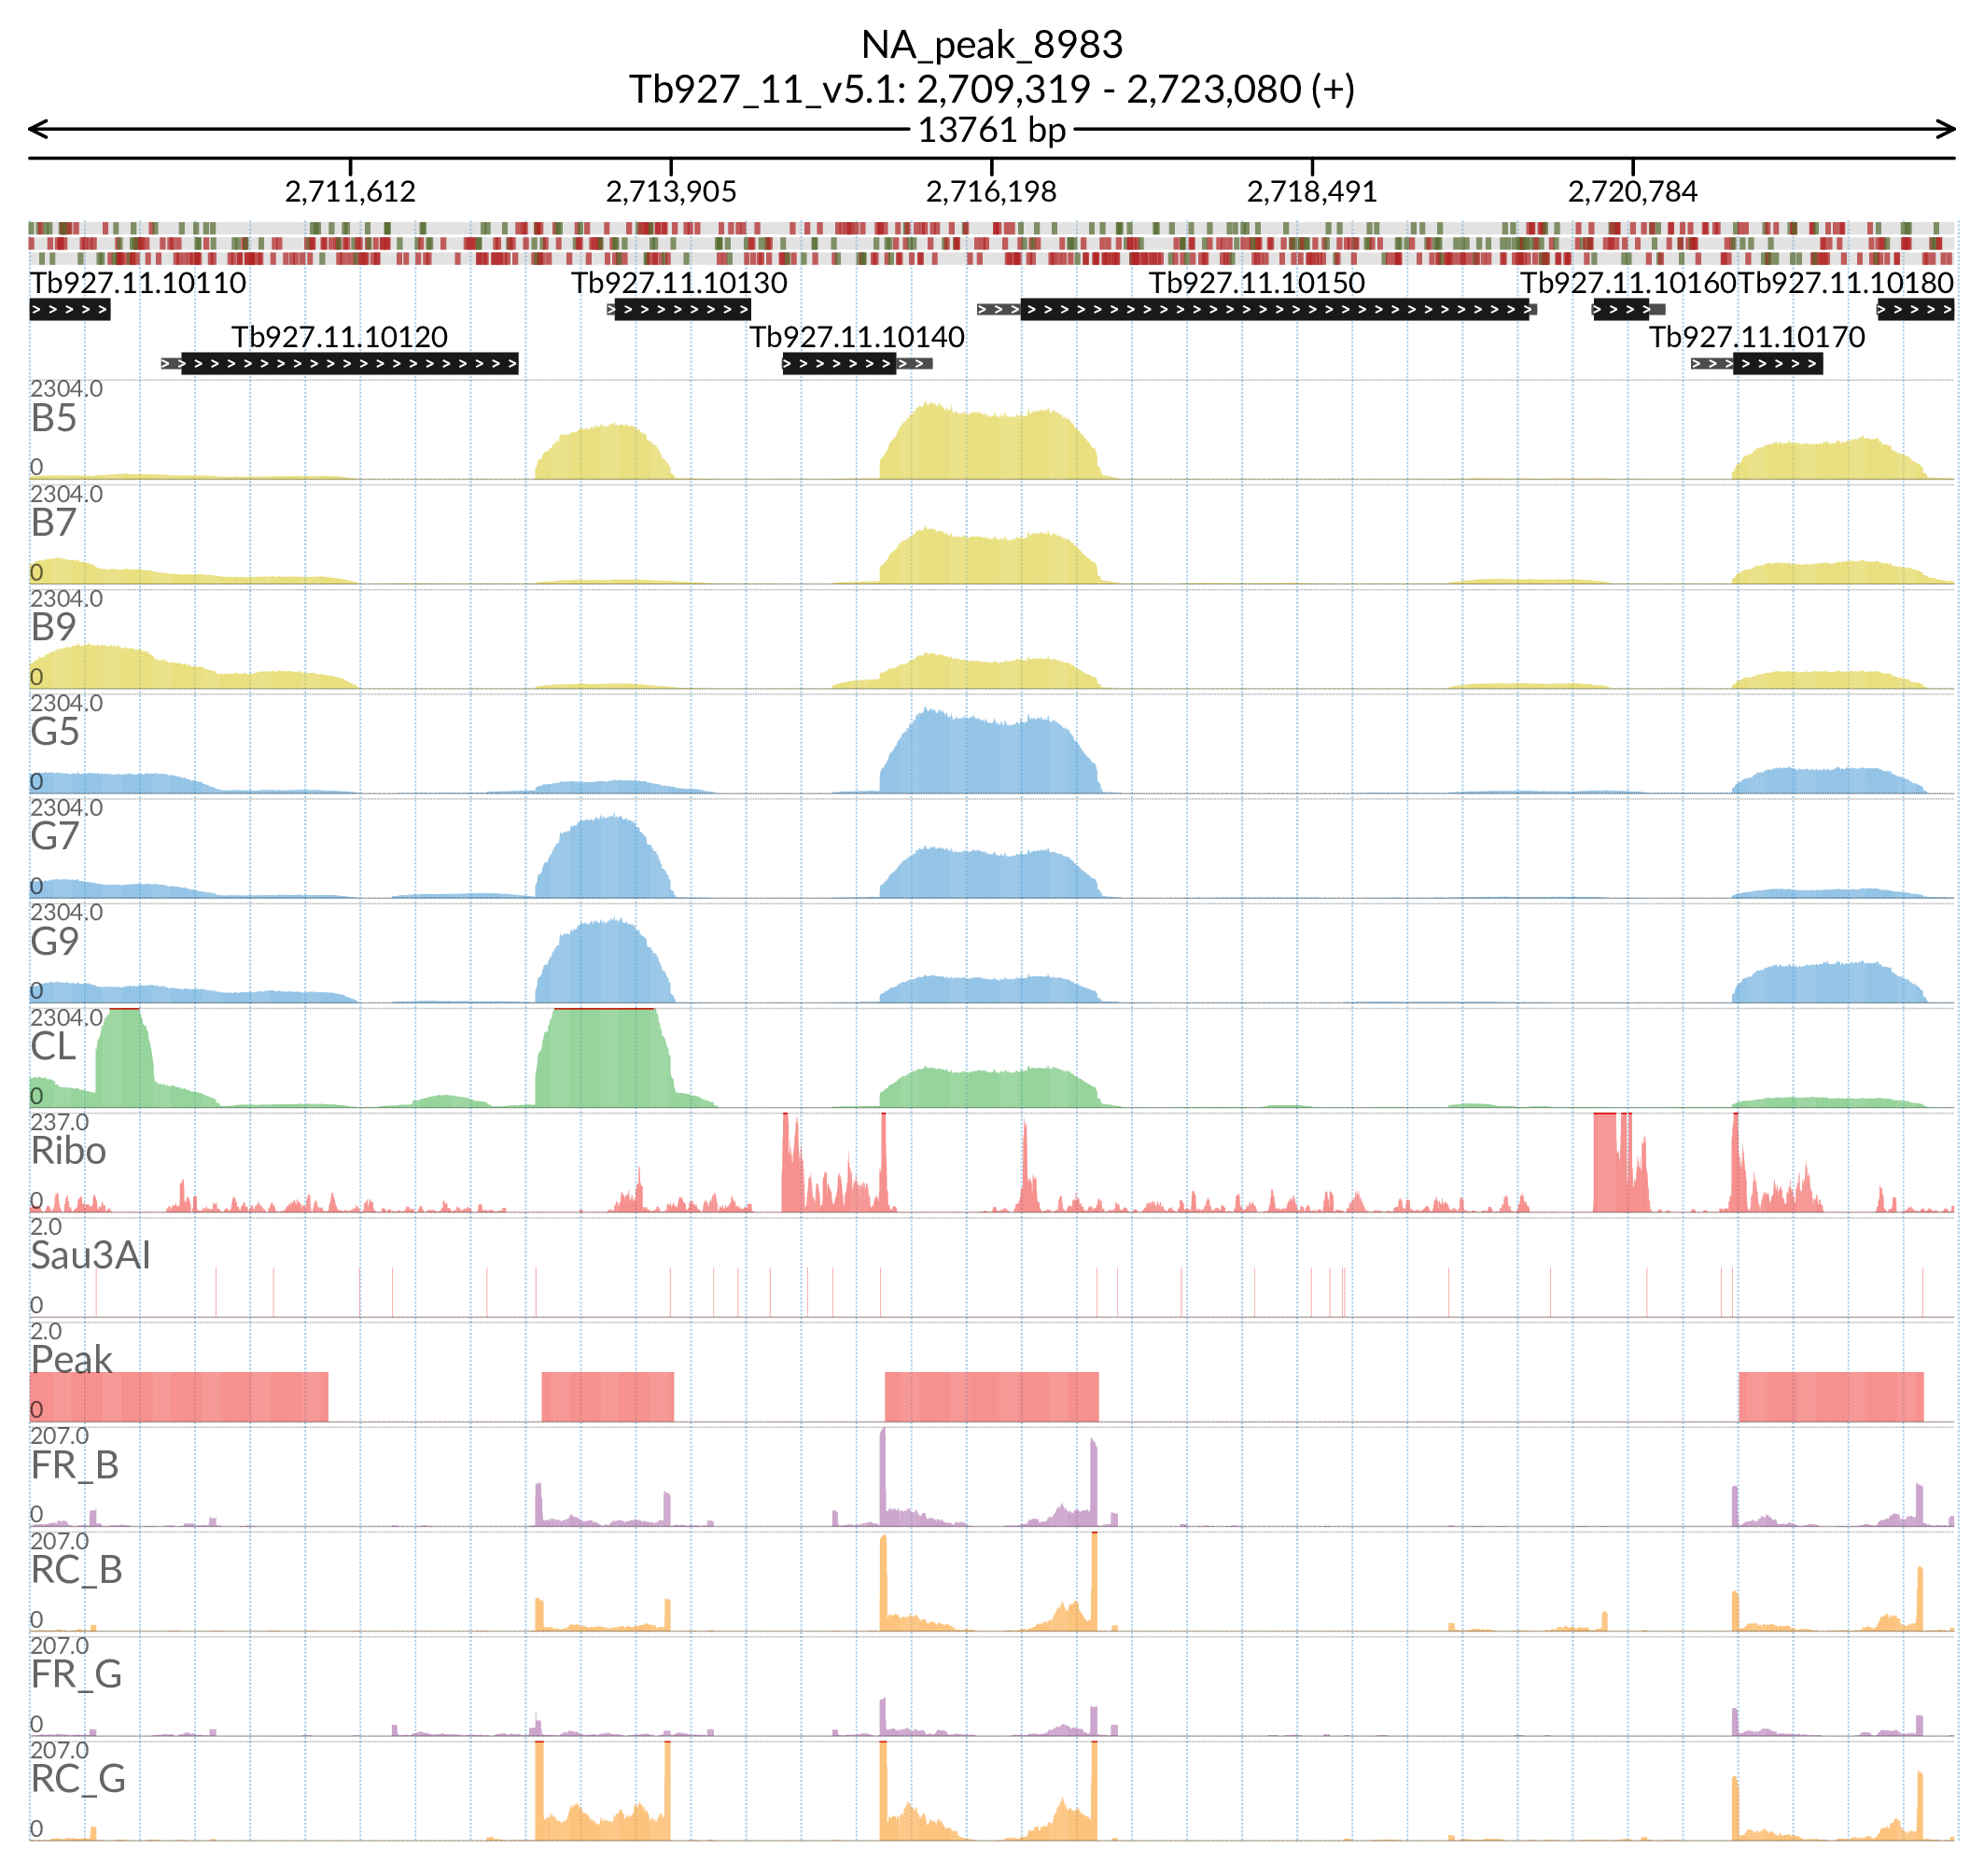 NA_peak_8983
Tb927_11_v5.1: 2,709,319 - 2,723,080 (+)
13761 bp
2,711,612 2,713,905 2,716,198 2,718,491 2,720,784
Tb927.11.10110 Tb927.11.10130 Tb927.11.10150 Tb927.11.10160 Tb927.11.10180
Tb927.11.10120 Tb927.11.10140 Tb927.11.10170
2304.0
B5
0
2304.0
B7
0
2304.0
B9
0
2304.0
G5
0
2304.0
G7
0
2304.0
G9
0
2304.0
CL
0
237.0
Ribo
0
2.0
Sau3AI
0
2.0
Peak
0
207.0
FR_B
0
207.0
RC_B
0
207.0
FR_G
0
207.0
RC_G
0